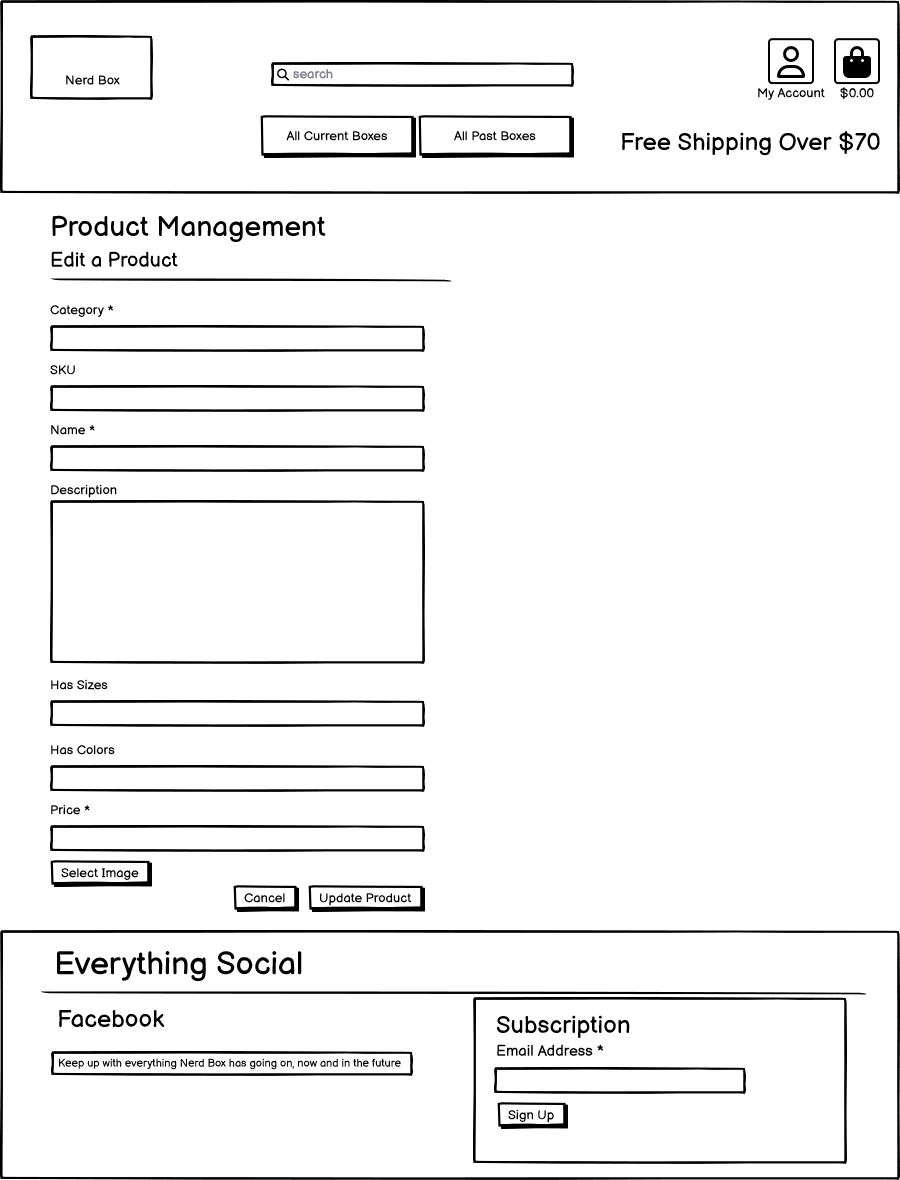 Nerd Box
search
My Account
$0.00
All Current Boxes
All Past Boxes
Free Shipping Over $70
Product Management
Edit a Product
Category *
SKU
Name *
Description
Has Sizes
Has Colors
Price *
Select Image
Cancel
Update Product
Everything Social
Facebook
Keep up with everything Nerd Box has going on, now and in the future
Subscription
Email Address *
Sign Up